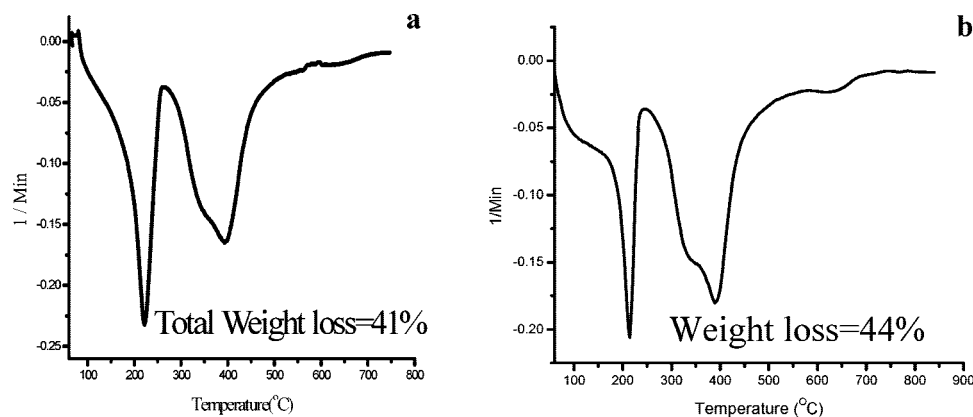 a
0.00
-0.05
-0.10
-0.15
-0.20
-0.25
1 / Min
Total Weight loss=41%
100 200 300 400 500 600 700 800
Temperature(°C)
b
0.00
-0.05
-0.10
-0.15
-0.20
1/Min
Weight loss=44%
100 200 300 400 500 600 700 800 900
Temperature (°C)